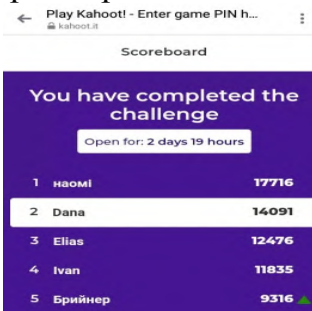 Play Kahoot! - Enter game PIN h...
kahoot.it
Scoreboard
You have completed the
challenge
Open for: 2 days 19 hours
1 наомі 17716
2 Dana 14091
3 Elias 12476
4 Ivan 11835
5 Брийнер 9316